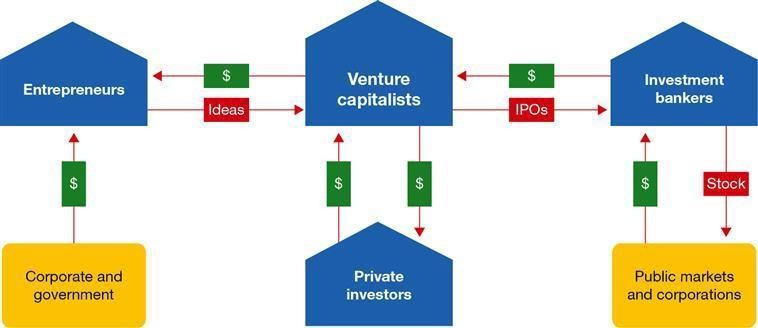 $
$
Entrepreneurs
Venture
capitalists
Investment
bankers
Ideas
IPOs
$
$
$
$
Stock
Corporate and
government
Private
investors
Public markets
and corporations